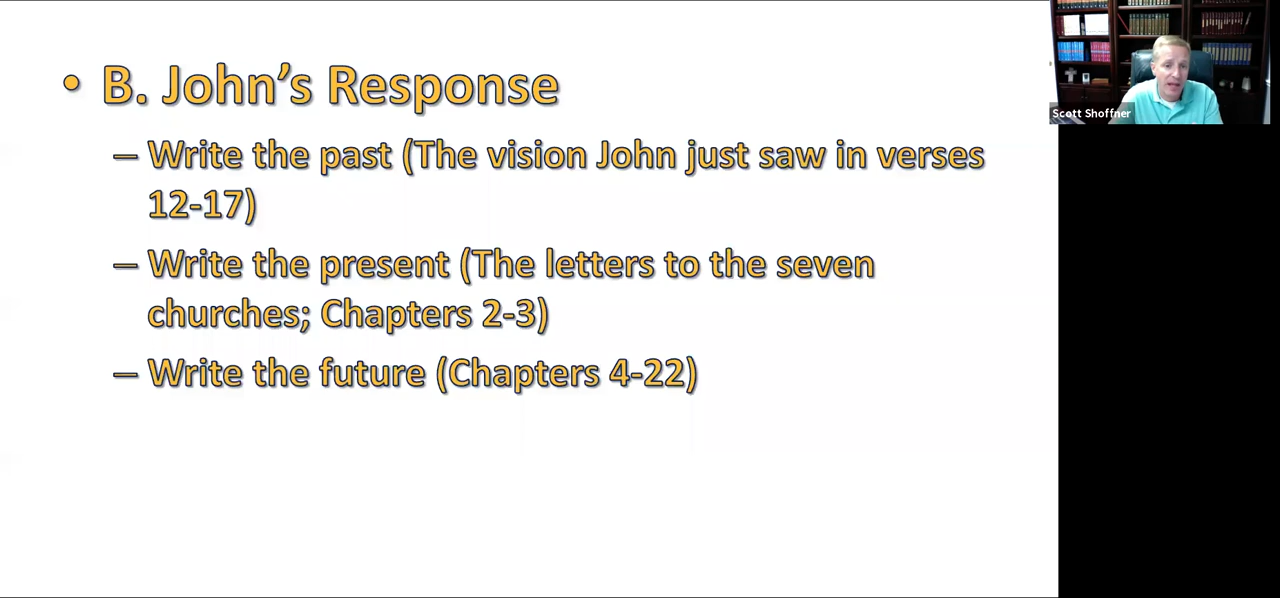 • B. John's Response
– Write the past (The vision John just saw in verses
12-17)
– Write the present (The letters to the seven
churches; Chapters 2-3)
– Write the future (Chapters 4-22)
Scott Shoffner